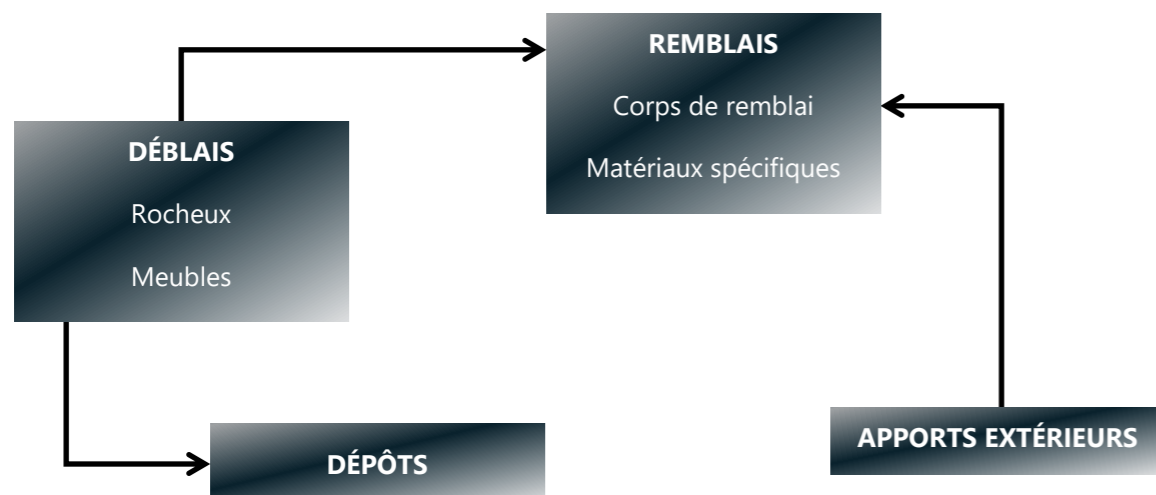 REMBLAIS
Corps de remblai
Matériaux spécifiques
DÉBLAIS
Rocheux
Meubles
DÉPÔTS
APPORTS EXTÉRIEURS